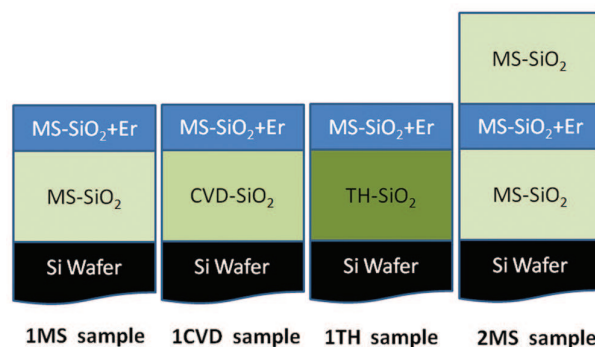 MS-SiO₂
MS-SiO₂+Er MS-SiO₂+Er MS-SiO₂+Er MS-SiO₂+Er
MS-SiO₂ CVD-SiO₂ TH-SiO₂ MS-SiO₂
Si Wafer Si Wafer Si Wafer Si Wafer
1MS sample 1CVD sample 1TH sample 2MS sample